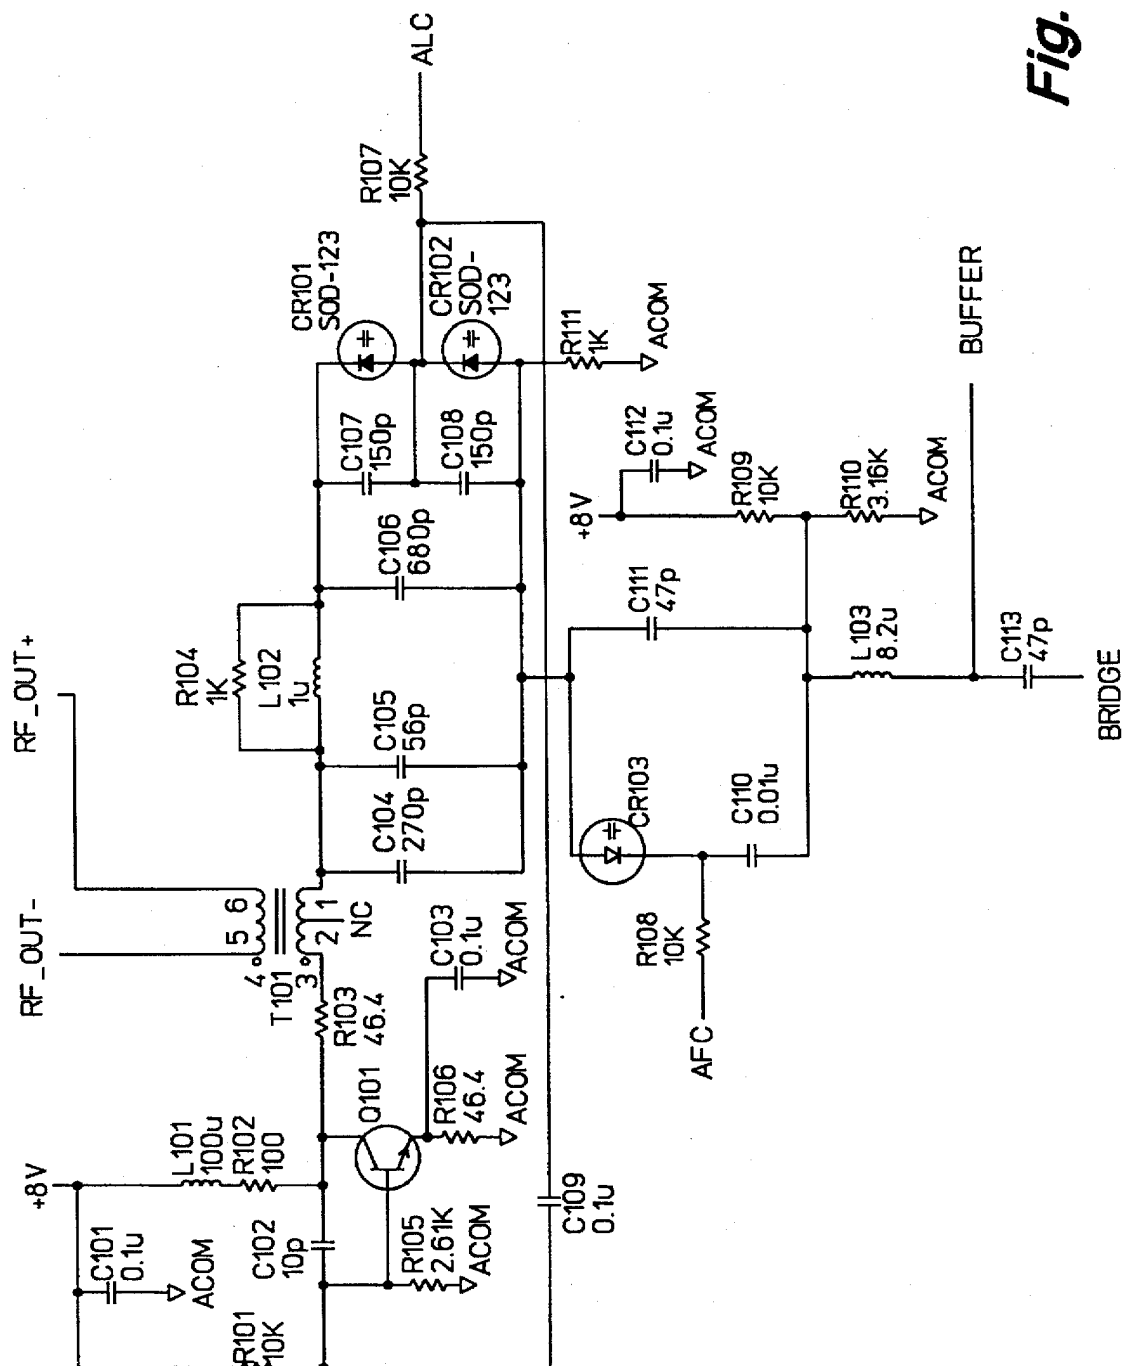 Fig.
ALC
R107
10K
CR101
SOD-123
CR102
SOD-
123
C107
150p
C108
150p
R111
1K
ACOM
BUFFER
C112
0.1u
ACOM
+8V
R109
10K
R110
3.16K
ACOM
C106
680p
C111
47p
R104
1K
L102
1u
C105
56p
C104
270p
L103
8.2u
C113
47p
BRIDGE
RF_OUT+
RF_OUT-
CR103
C110
0.01u
R108
10K
AFC
4
5
6
T101
3
2
1
NC
R103
46.4
C103
0.1u
ACOM
Q101
R106
46.4
ACOM
+8V
L101
100u
R102
100
C101
0.1u
ACOM
C102
10p
R105
2.61K
ACOM
C109
0.1u
R101
10K